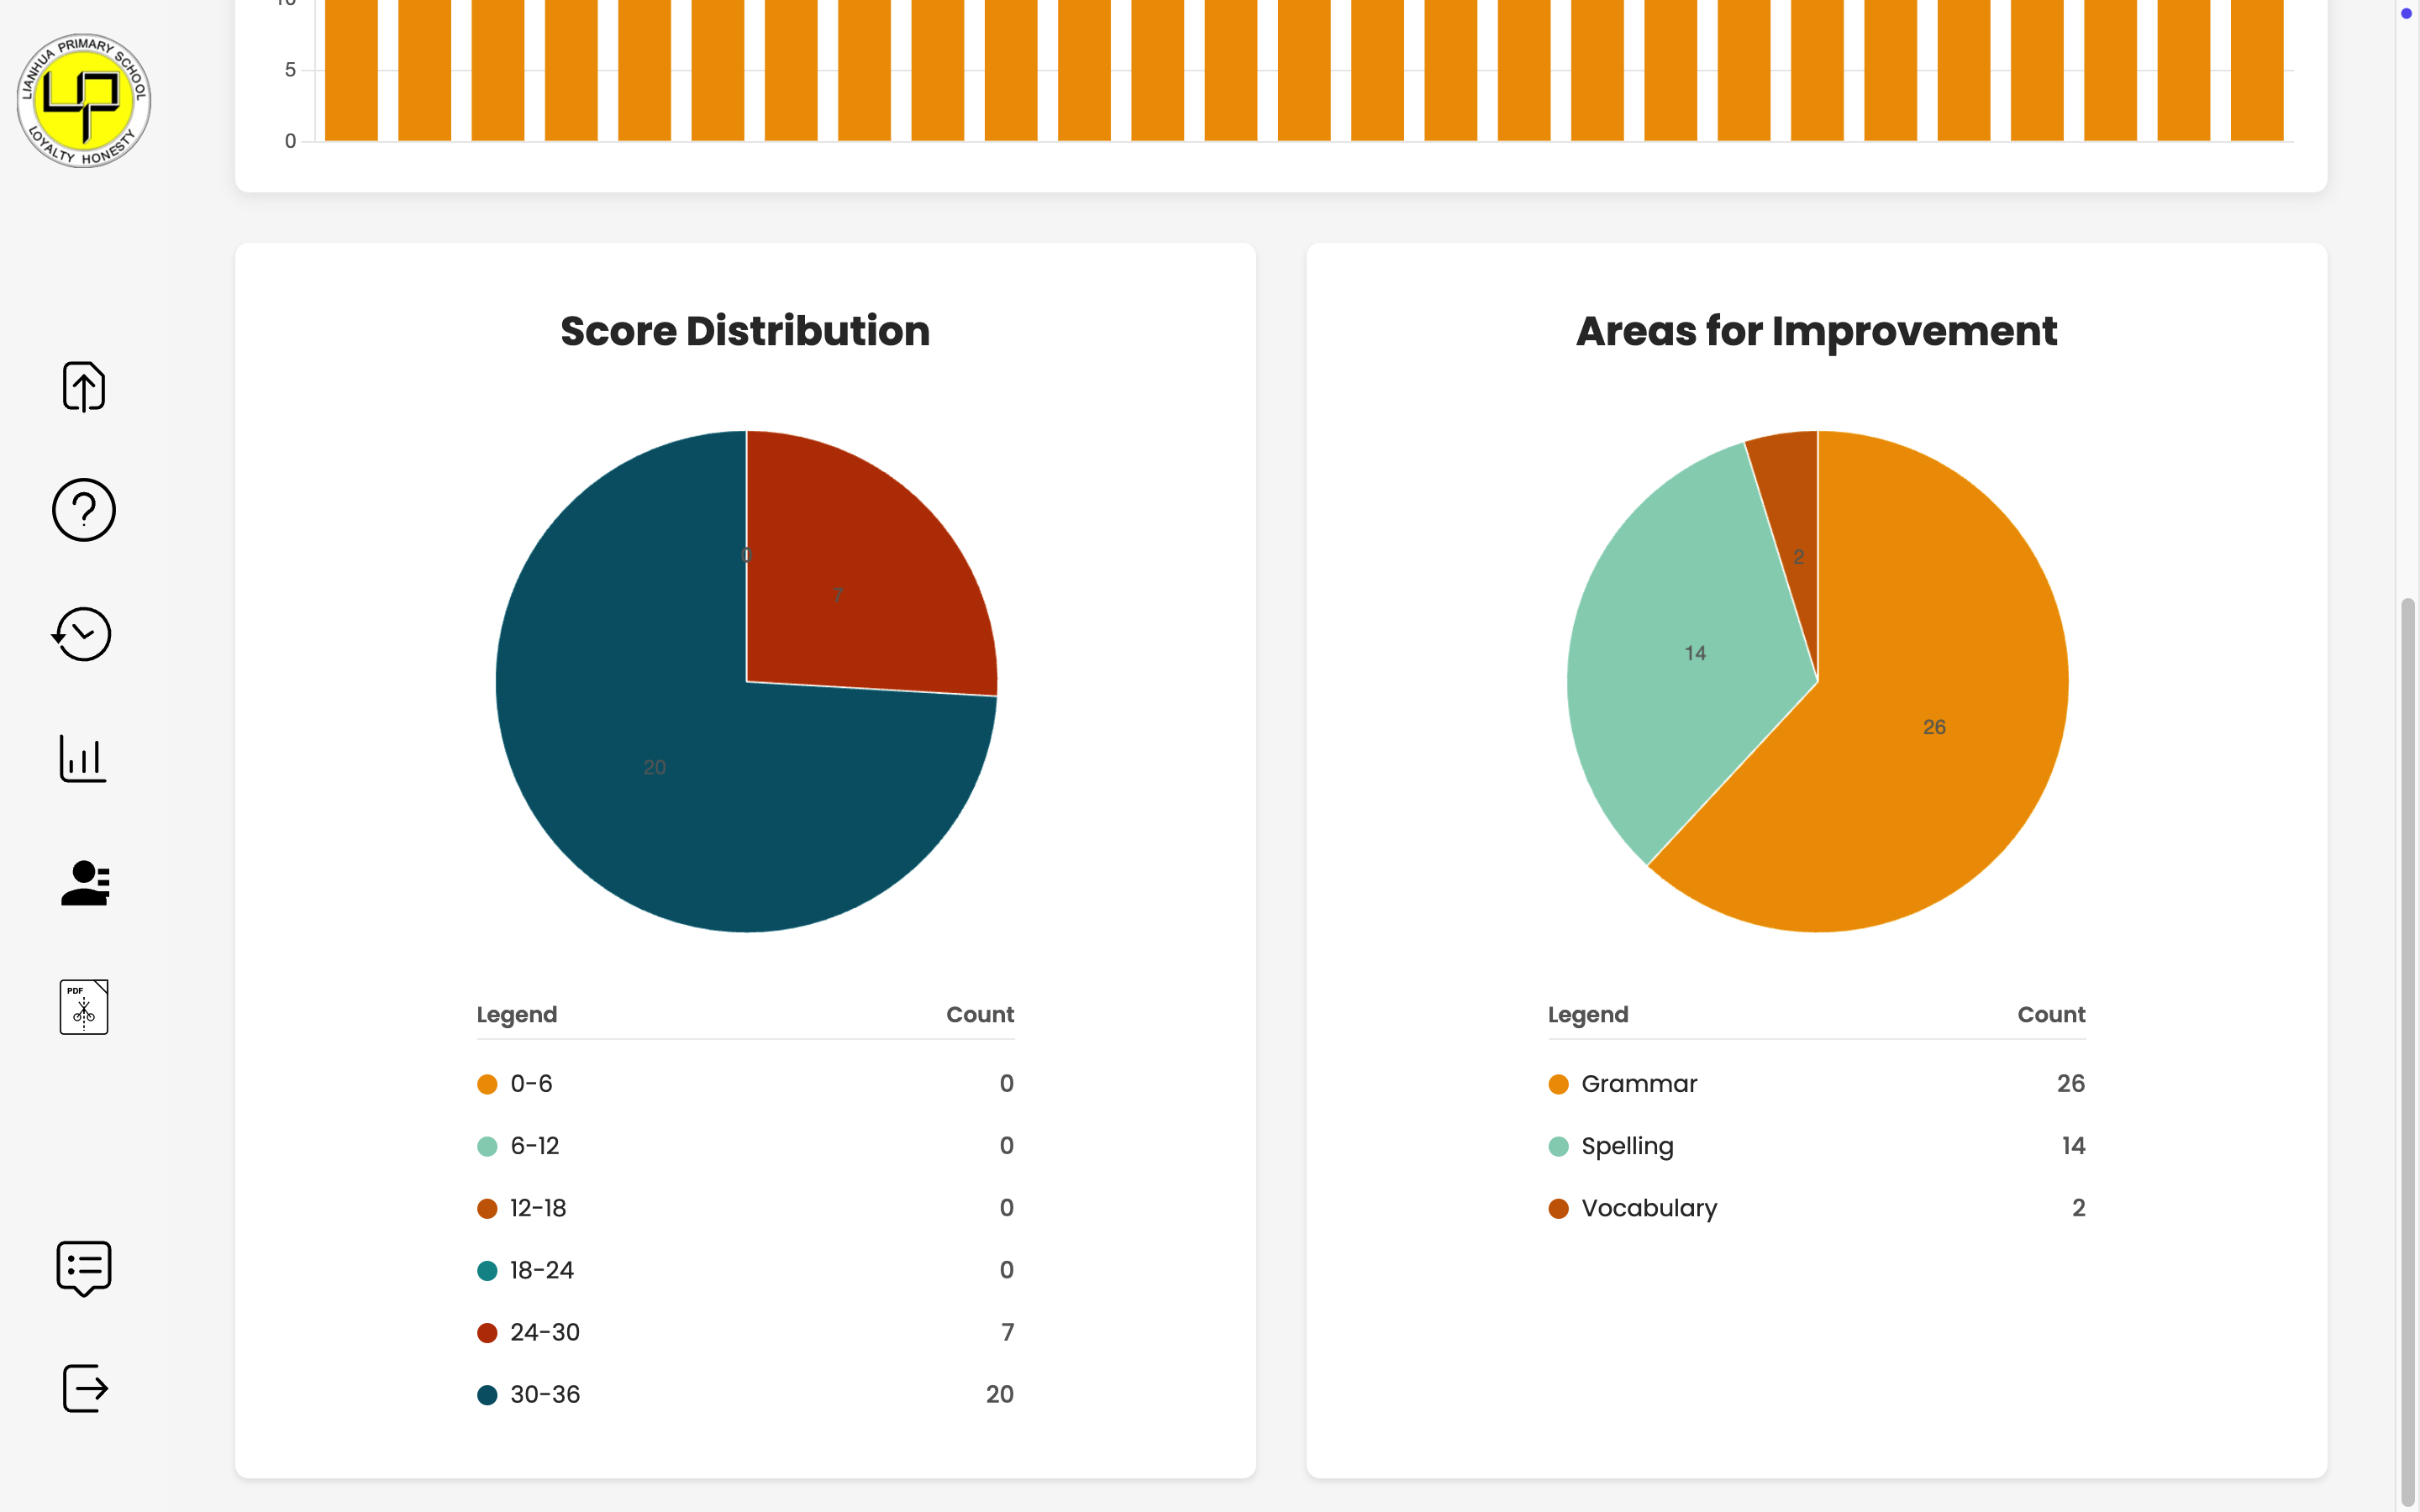 LIANHUA PRIMARY SCHOOL
LOYALTY HONESTY
5
0
Score Distribution
0
7
20
Legend Count
0-6 0
6-12 0
12-18 0
18-24 0
24-30 7
30-36 20
Areas for Improvement
2
14
26
Legend Count
Grammar 26
Spelling 14
Vocabulary 2
PDF